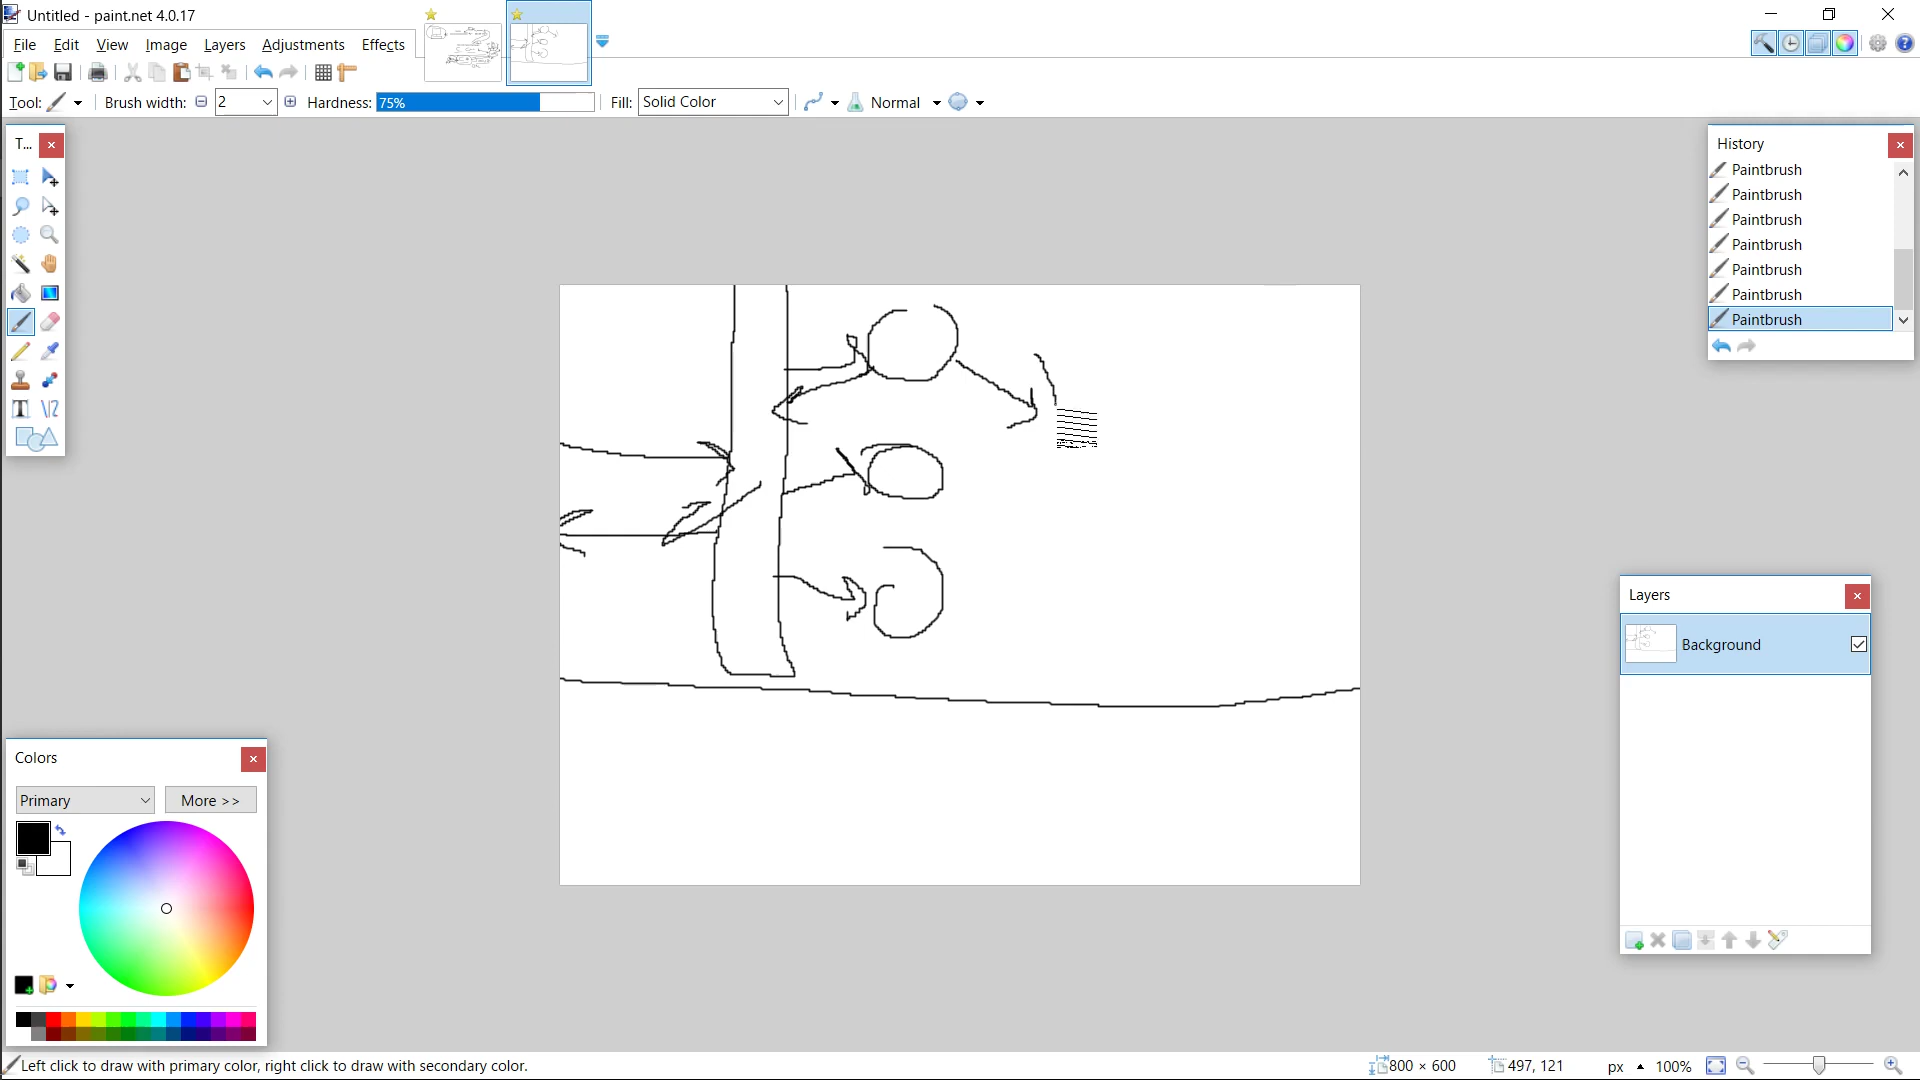 Untitled - paint.net 4.0.17
File Edit View Image Layers Adjustments Effects
Tool: Brush width: 2 Hardness: 75% Fill: Solid Color Normal
T...
History
Paintbrush
Paintbrush
Paintbrush
Paintbrush
Paintbrush
Paintbrush
Paintbrush
Layers
Background
Colors
Primary More >>
Left click to draw with primary color, right click to draw with secondary color. 800 × 600 497, 121 px 100%